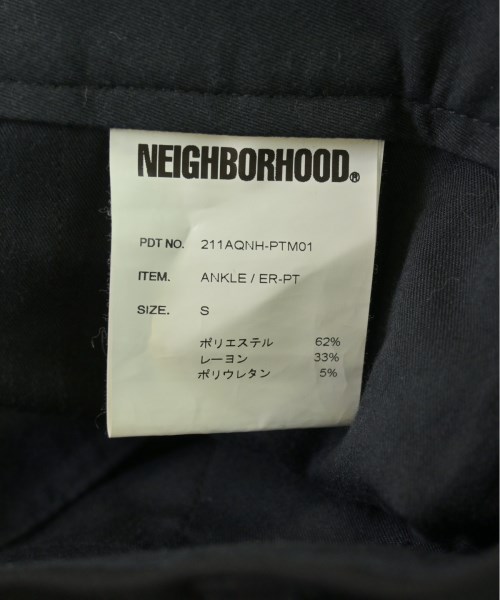 NEIGHBORHOOD®
PDT NO. 211AQNH-PTM01
ITEM. ANKLE / ER-PT
SIZE. S
ポリエステル 62%
レーヨン 33%
ポリウレタン 5%